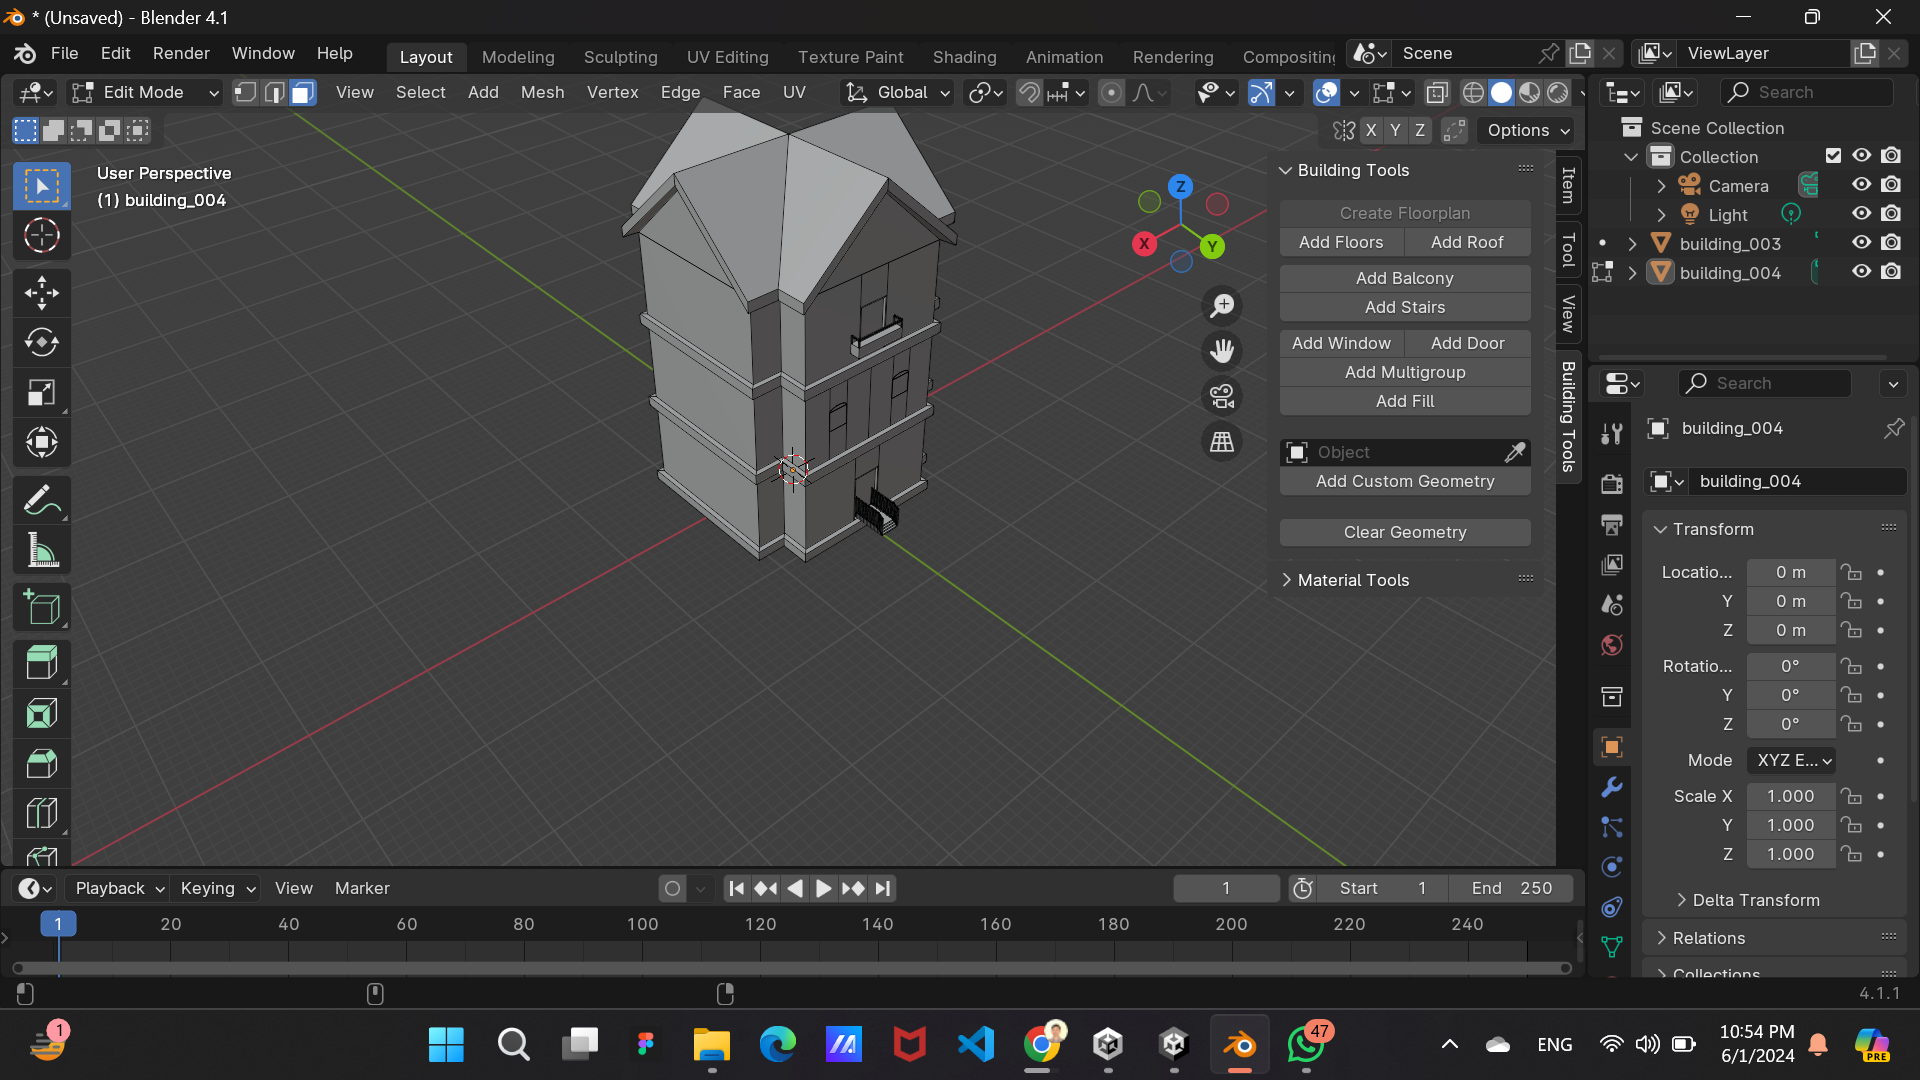 * (Unsaved) - Blender 4.1
File Edit Render Window Help
Layout Modeling Sculpting UV Editing Texture Paint Shading Animation Rendering Compositing
Scene
ViewLayer
Edit Mode
View Select Add Mesh Vertex Edge Face UV
Global
Search
X Y Z
Options
User Perspective
(1) building_004
Z
X
Y
Building Tools
Create Floorplan
Add Floors Add Roof
Add Balcony
Add Stairs
Add Window Add Door
Add Multigroup
Add Fill
Object
Add Custom Geometry
Clear Geometry
Material Tools
Item
Tool
View
Building Tools
Scene Collection
Collection
Camera
Light
building_003
building_004
Search
building_004
building_004
Transform
Locatio... 0 m
Y 0 m
Z 0 m
Rotatio... 0°
Y 0°
Z 0°
Mode XYZ E...
Scale X 1.000
Y 1.000
Z 1.000
Delta Transform
Relations
Collections
Playback Keying View Marker
1
Start 1
End 250
1 20 40 60 80 100 120 140 160 180 200 220 240
4.1.1
1
47
ENG
10:54 PM
6/1/2024
PRE